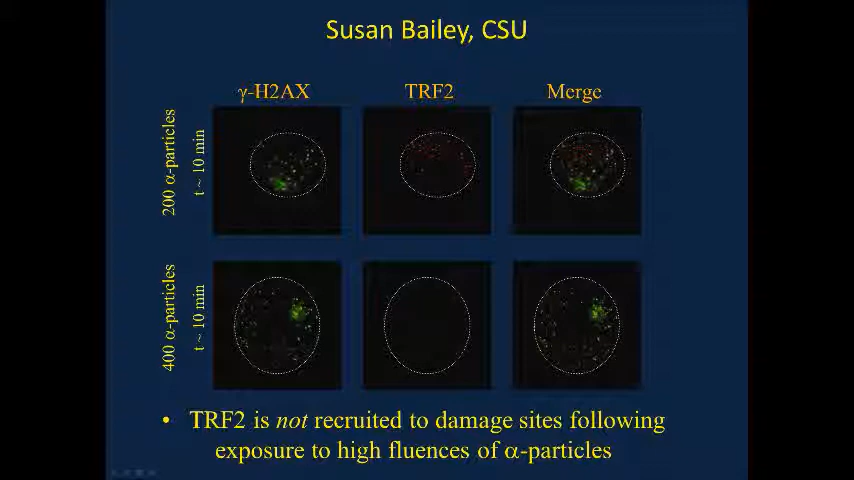 Susan Bailey, CSU
γ-H2AX
TRF2
Merge
200 α-particles
t ~ 10 min
400 α-particles
t ~ 10 min
• TRF2 is not recruited to damage sites following
exposure to high fluences of α-particles